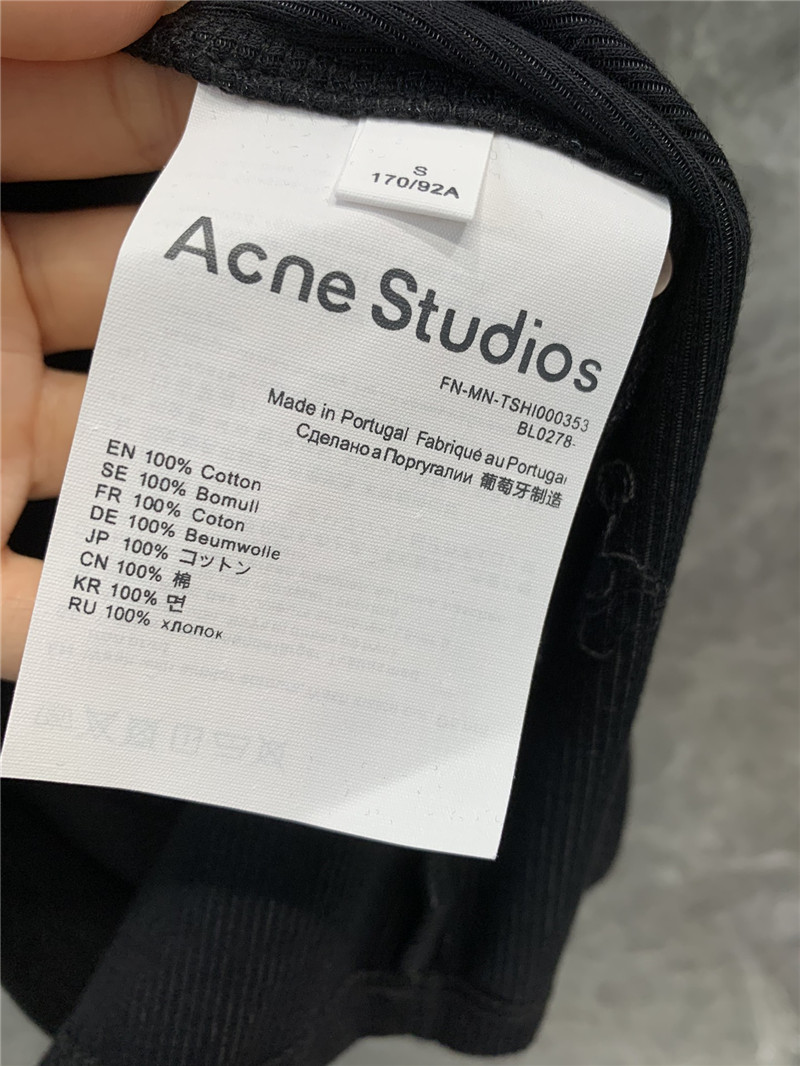 S
170/92A
Acne Studios
FN-MN-TSHI000353
BL0278-
Made in Portugal Fabriqué au Portugal
Сделано а Поргугалии 葡萄牙制造
EN 100% Cotton
SE 100% Bomull
FR 100% Coton
DE 100% Beumwolle
JP 100% コットン
CN 100% 棉
KR 100% 면
RU 100% хлопок